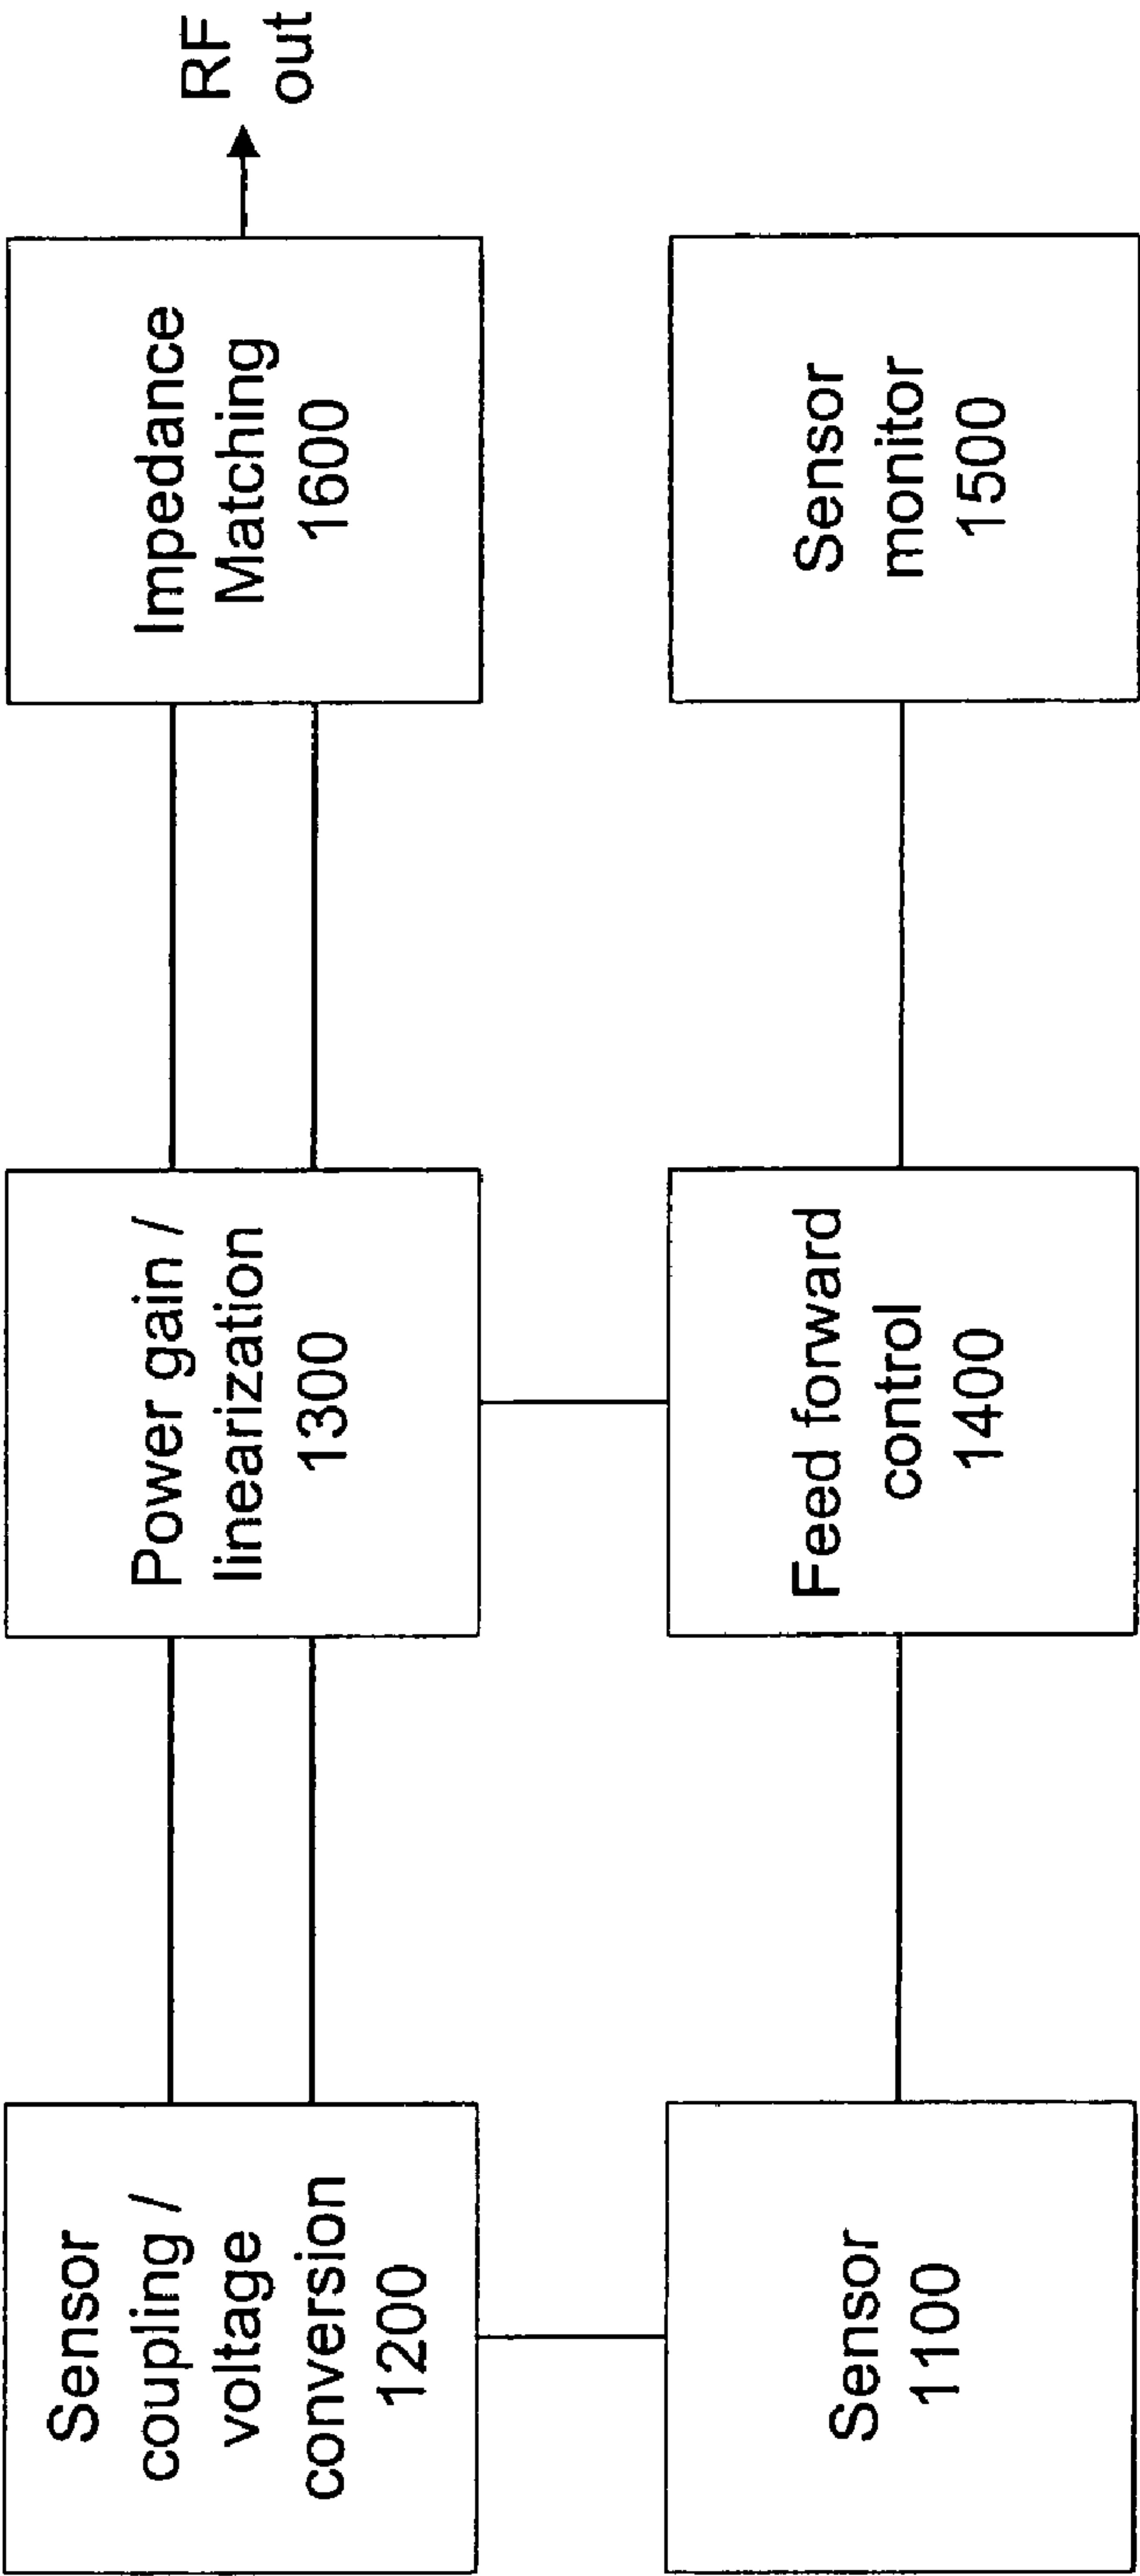 Sensor
coupling /
voltage
conversion
1200
Power gain /
linearization
1300
Impedance
Matching
1600
RF
out
Sensor
1100
Feed forward
control
1400
Sensor
monitor
1500